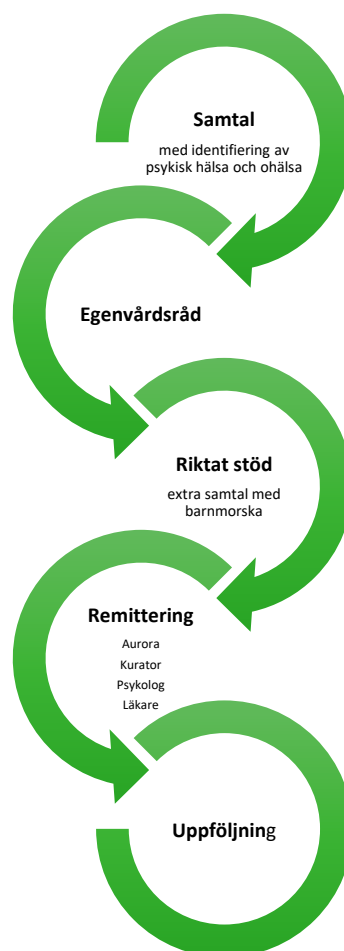 Samtal
med identifiering av
psykisk hälsa och ohälsa
Egenvårdsråd
Riktat stöd
extra samtal med
barnmorska
Remittering
Aurora
Kurator
Psykolog
Läkare
Uppföljning